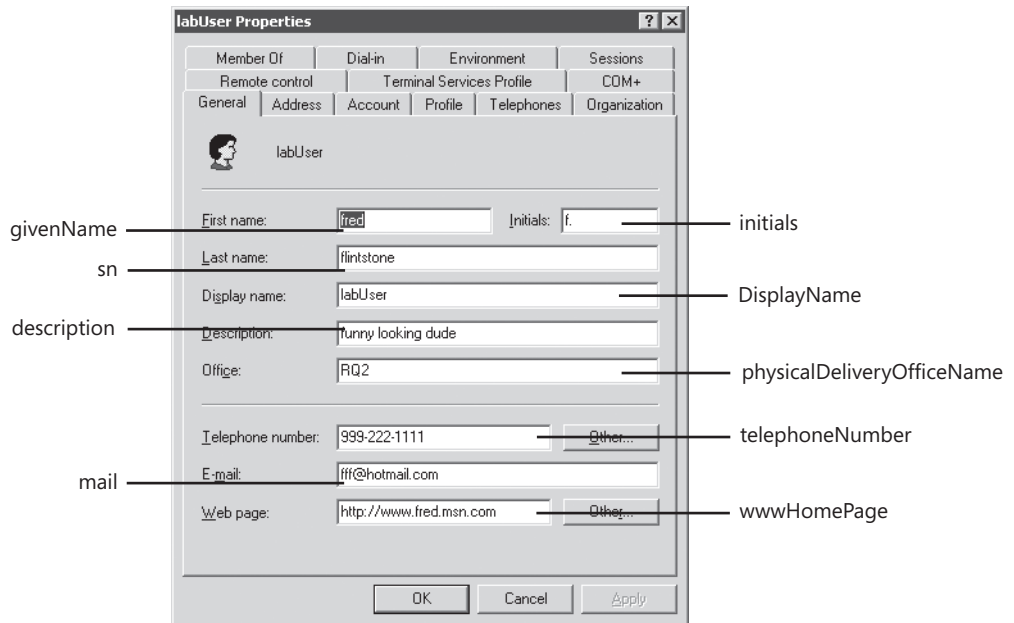 labUser Properties
Member Of Dial-in Environment Sessions
Remote control Terminal Services Profile COM+
General Address Account Profile Telephones Organization
labUser
givenName First name: fred Initials: f. initials
sn Last name: flintstone
Display name: labUser DisplayName
description Description: funny looking dude
Office: RQ2 physicalDeliveryOfficeName
Telephone number: 999-222-1111 Other... telephoneNumber
mail E-mail: fff@hotmail.com
Web page: http://www.fred.msn.com Other... wwwHomePage
OK Cancel Apply